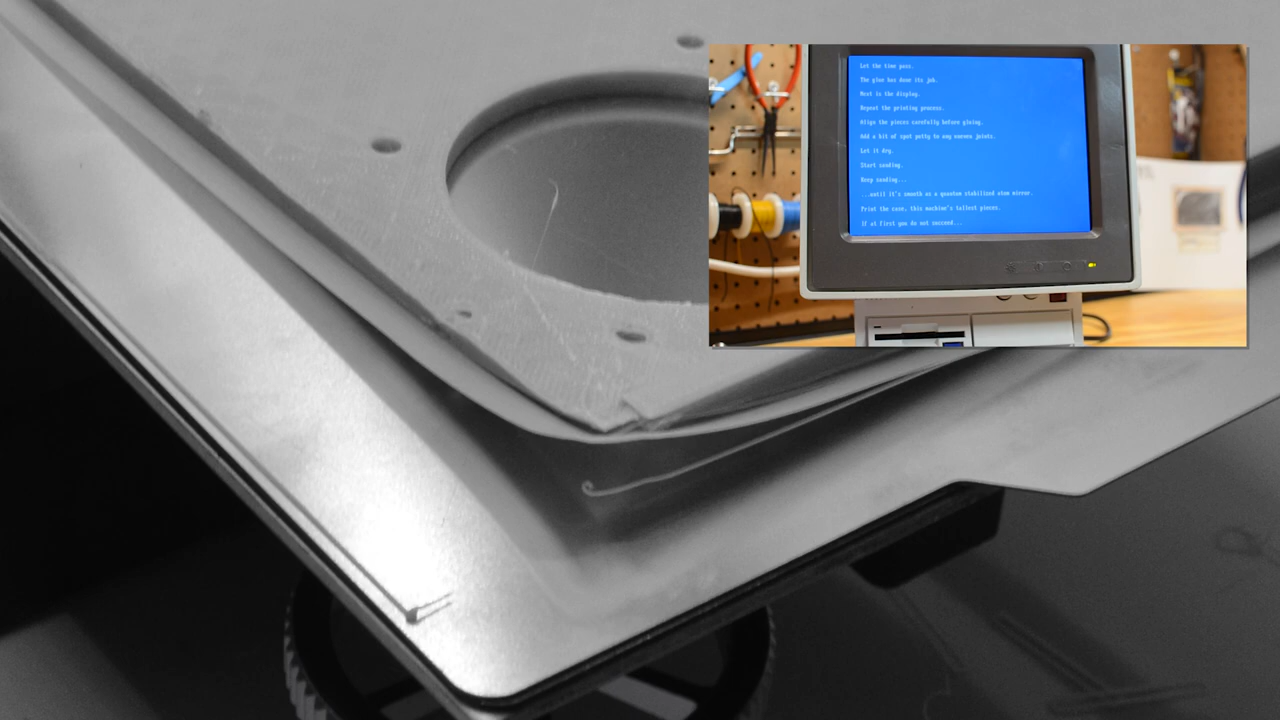 Let the time pass.
The glue has done its job.
Next is the display.
Repeat the printing process.
Align the pieces carefully before gluing.
Add a bit of spot putty to any uneven joints.
Let it dry.
Start sanding.
Keep sanding...
...until it's smooth as a quantum stabilized atom mirror.
Print the case, this machine's tallest pieces.
If at first you do not succeed...